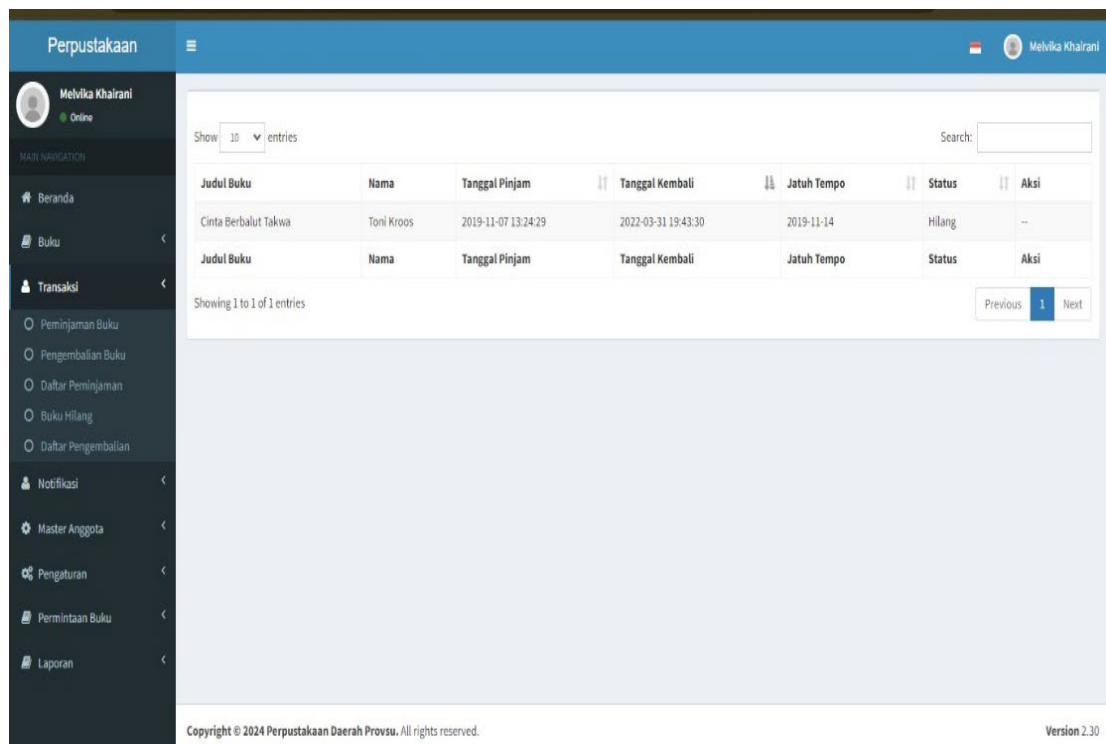 Perpustakaan
Melvika Khairani
Melvika Khairani
Online
MAIN NAVIGATION
Beranda
Buku
Transaksi
Peminjaman Buku
Pengembalian Buku
Daftar Peminjaman
Buku Hilang
Daftar Pengembalian
Notifikasi
Master Anggota
Pengaturan
Permintaan Buku
Laporan
Show 10 entries
Search:
Judul Buku Nama Tanggal Pinjam Tanggal Kembali Jatuh Tempo Status Aksi
Cinta Berbalut Takwa Toni Kroos 2019-11-07 13:24:29 2022-03-31 19:43:30 2019-11-14 Hilang --
Judul Buku Nama Tanggal Pinjam Tanggal Kembali Jatuh Tempo Status Aksi
Showing 1 to 1 of 1 entries
Previous 1 Next
Copyright © 2024 Perpustakaan Daerah Provsu. All rights reserved.
Version 2.30